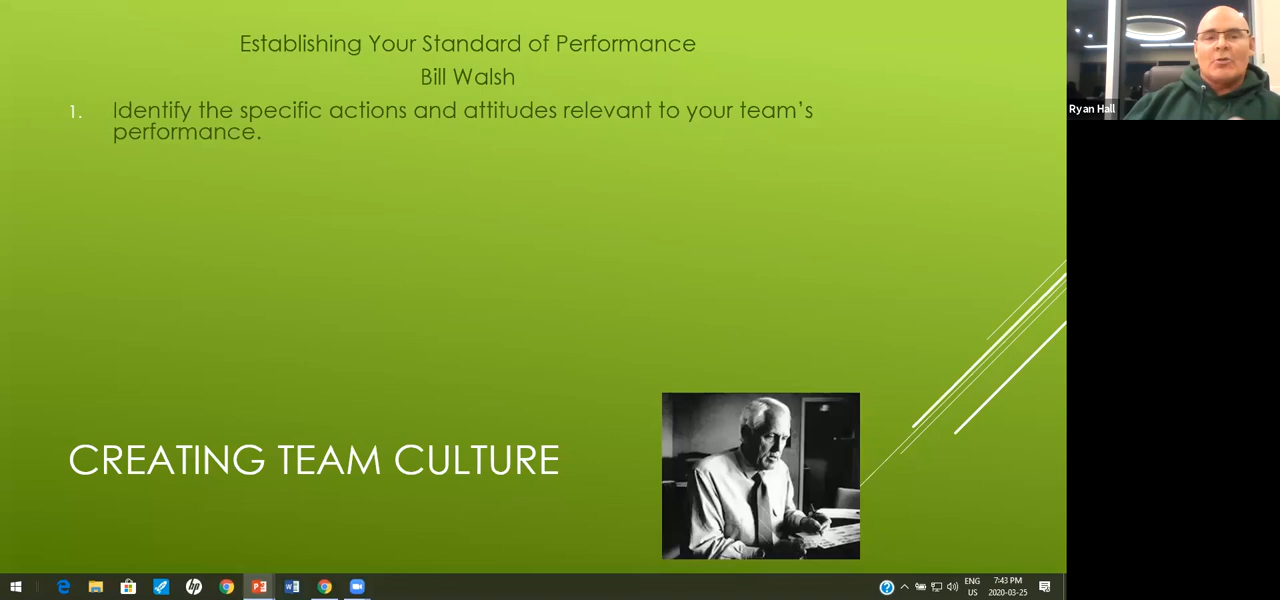 Establishing Your Standard of Performance
Bill Walsh
1. Identify the specific actions and attitudes relevant to your team's
performance.
CREATING TEAM CULTURE
Ryan Hall
ENG
US
7:43 PM
2020-03-25